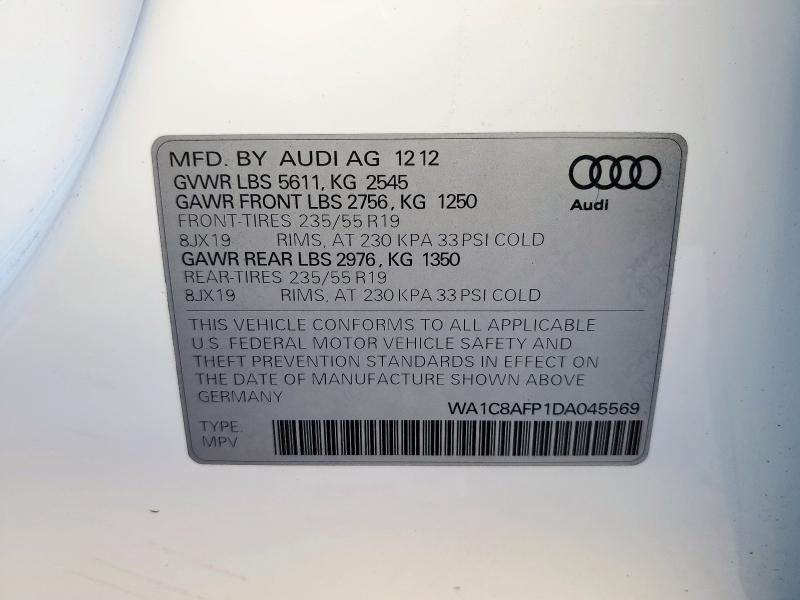 MFD. BY AUDI AG 12 12
GVWR LBS 5611, KG 2545
GAWR FRONT LBS 2756, KG 1250
FRONT-TIRES 235/55 R19
8JX19 RIMS, AT 230 KPA 33 PSI COLD
GAWR REAR LBS 2976, KG 1350
REAR-TIRES 235/55 R19
8JX19 RIMS, AT 230 KPA 33 PSI COLD
Audi
THIS VEHICLE CONFORMS TO ALL APPLICABLE
U.S. FEDERAL MOTOR VEHICLE SAFETY AND
THEFT PREVENTION STANDARDS IN EFFECT ON
THE DATE OF MANUFACTURE SHOWN ABOVE
GERMANY
WA1C8AFP1DA045569
TYPE:
MPV